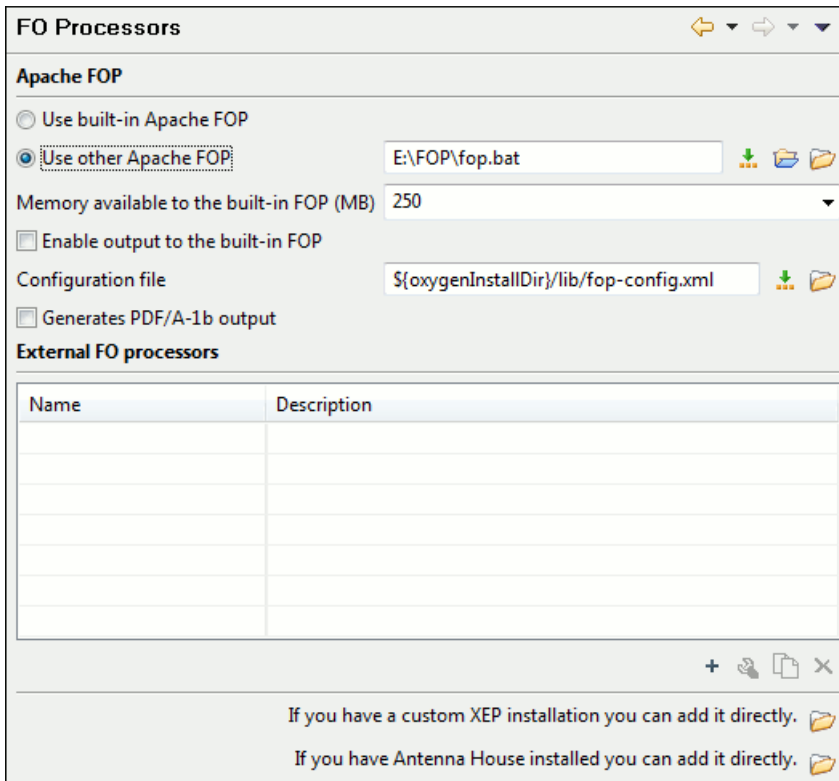 FO Processors
Apache FOP
Use built-in Apache FOP
Use other Apache FOP E:\FOP\fop.bat
Memory available to the built-in FOP (MB) 250
Enable output to the built-in FOP
Configuration file ${oxygenInstallDir}/lib/fop-config.xml
Generates PDF/A-1b output
External FO processors
Name Description
If you have a custom XEP installation you can add it directly.
If you have Antenna House installed you can add it directly.